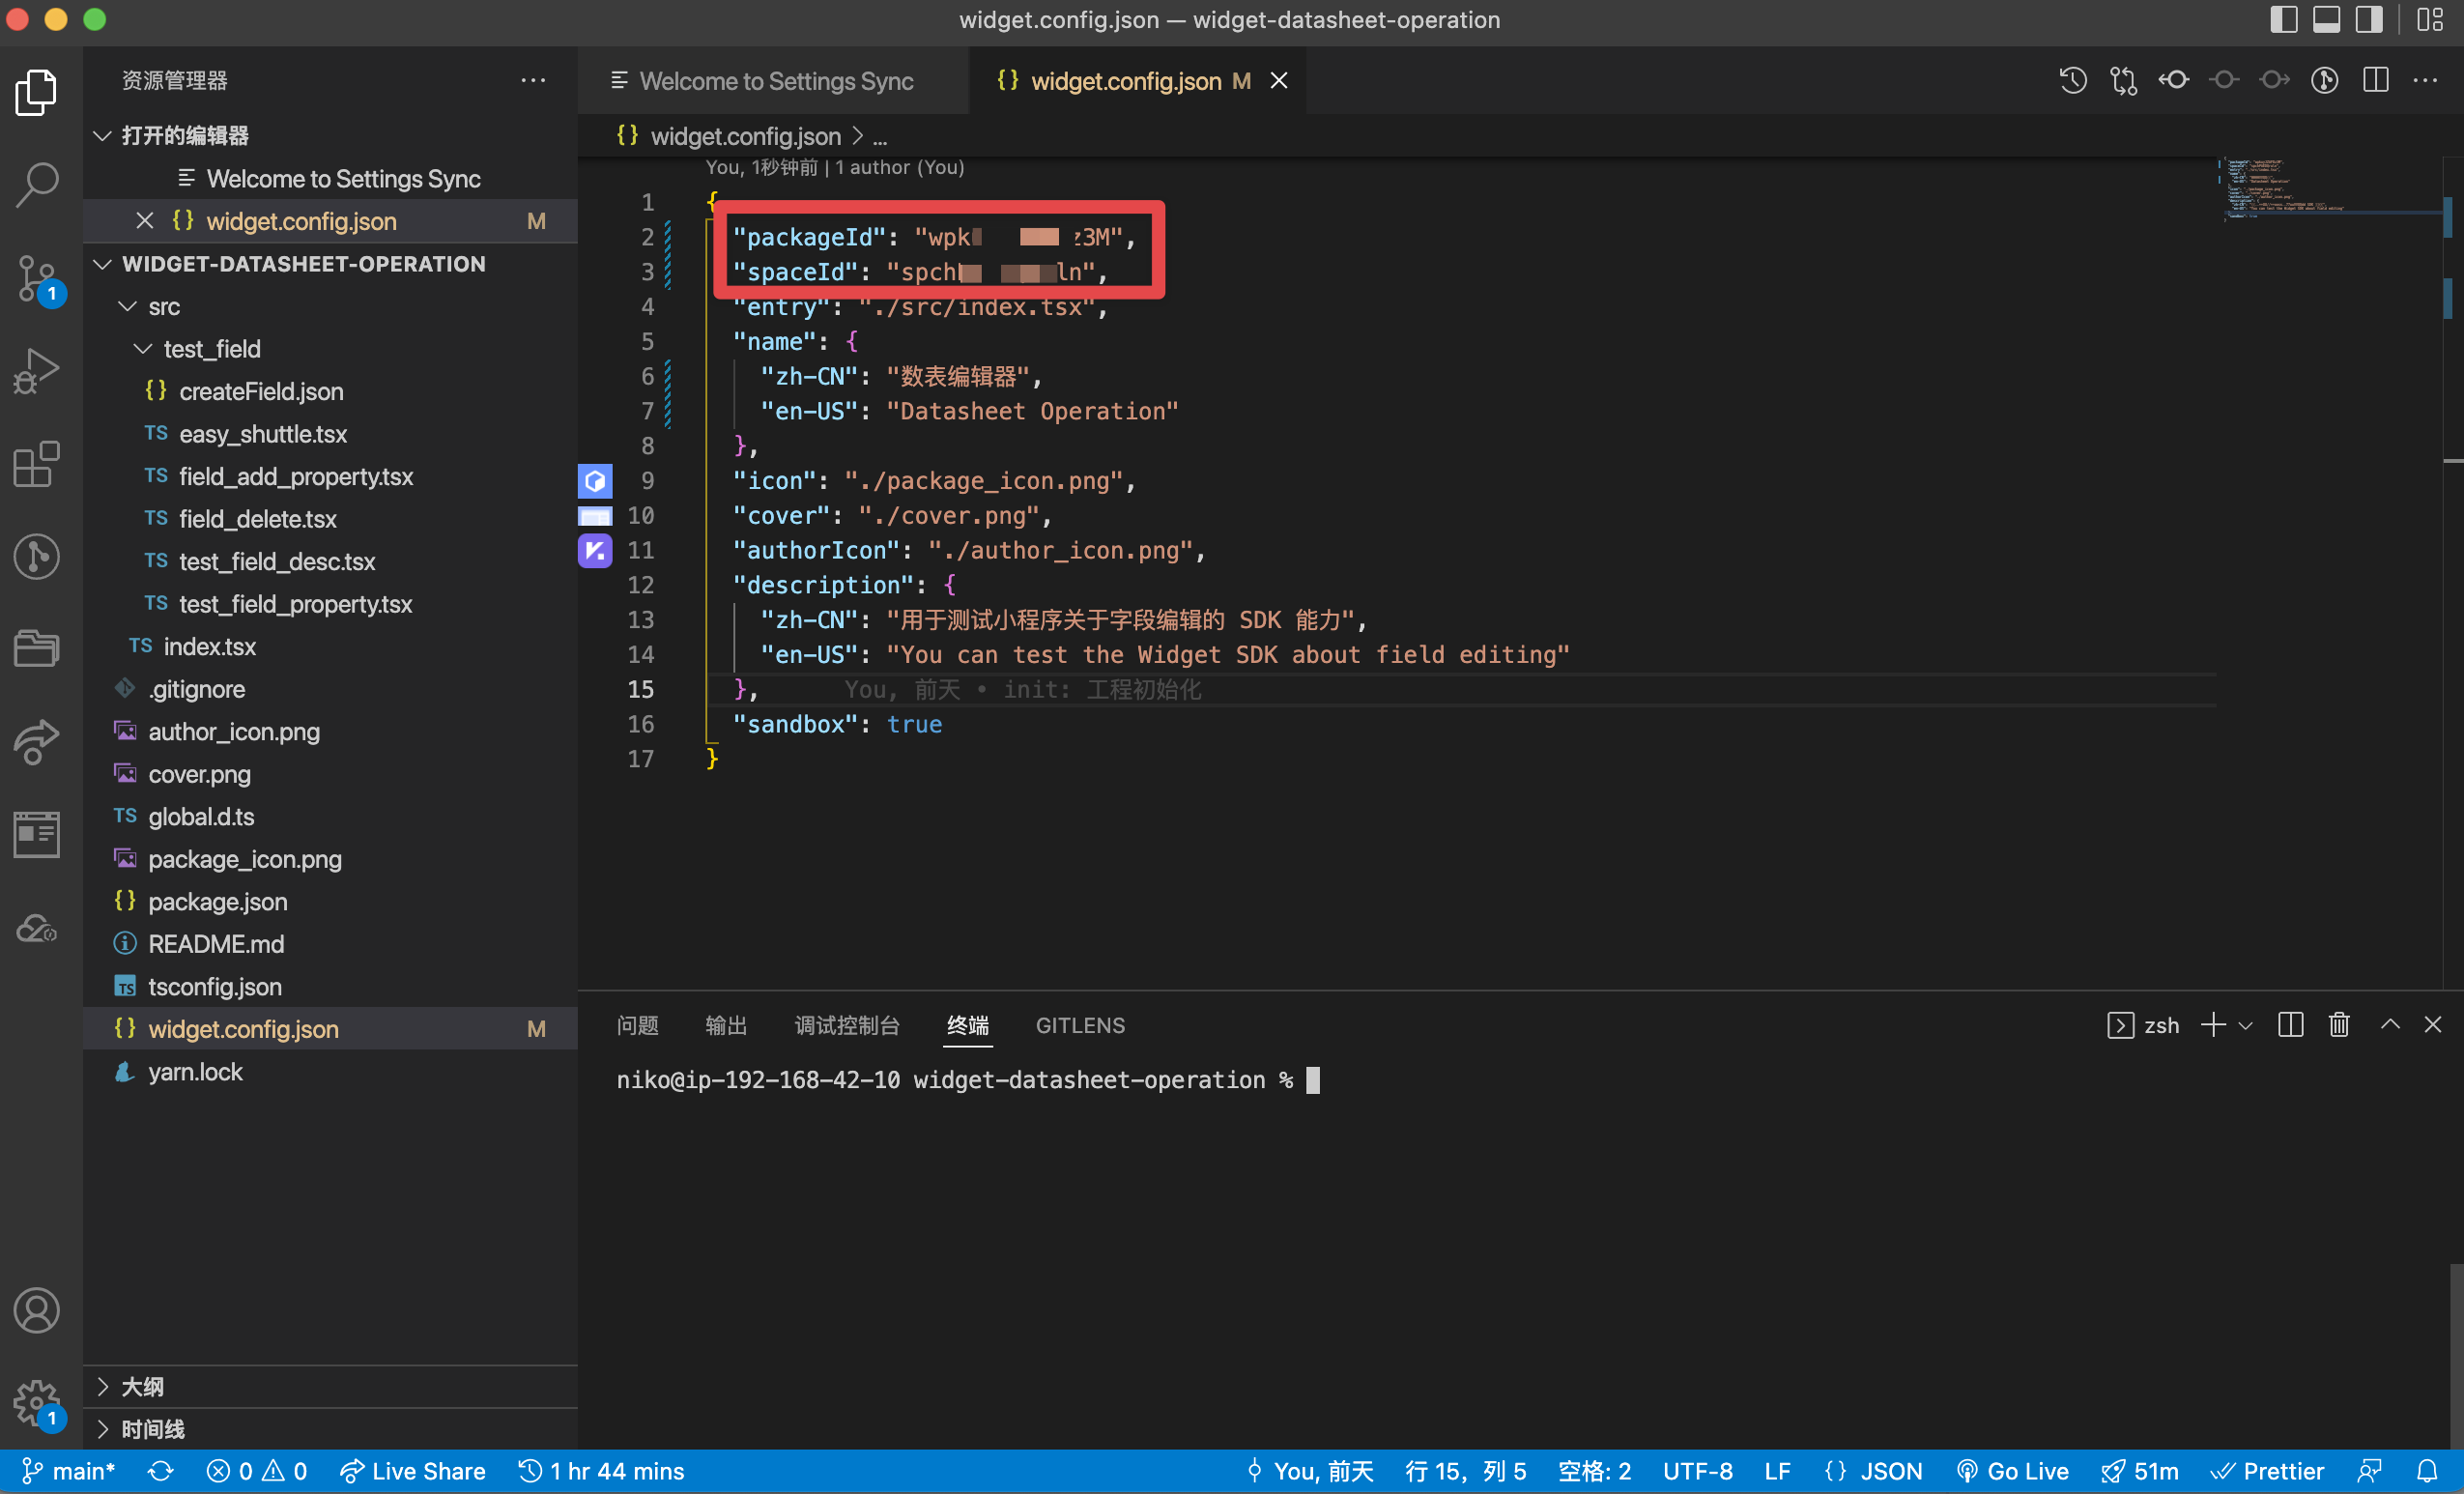 widget.config.json — widget-datasheet-operation
资源管理器
打开的编辑器
Welcome to Settings Sync
widget.config.json M
WIDGET-DATASHEET-OPERATION
src
test_field
createField.json
TS easy_shuttle.tsx
TS field_add_property.tsx
TS field_delete.tsx
TS test_field_desc.tsx
TS test_field_property.tsx
TS index.tsx
.gitignore
author_icon.png
cover.png
TS global.d.ts
package_icon.png
package.json
README.md
tsconfig.json
widget.config.json M
yarn.lock
大纲
时间线
1
1
Welcome to Settings Sync
{} widget.config.json M
{} widget.config.json > ...
You, 1秒钟前 | 1 author (You)
1 {
2 "packageId": "wpk z3M",
3 "spaceId": "spch ln",
4 "entry": "./src/index.tsx",
5 "name": {
6 "zh-CN": "数表编辑器",
7 "en-US": "Datasheet Operation"
8 },
9 "icon": "./package_icon.png",
10 "cover": "./cover.png",
11 "authorIcon": "./author_icon.png",
12 "description": {
13 "zh-CN": "用于测试小程序关于字段编辑的 SDK 能力",
14 "en-US": "You can test the Widget SDK about field editing"
15 }, You, 前天 • init: 工程初始化
16 "sandbox": true
17 }
问题 输出 调试控制台 终端 GITLENS
zsh
niko@ip-192-168-42-10 widget-datasheet-operation %
main* 0 0 Live Share 1 hr 44 mins You, 前天 行 15，列 5 空格: 2 UTF-8 LF {} JSON Go Live 51m Prettier